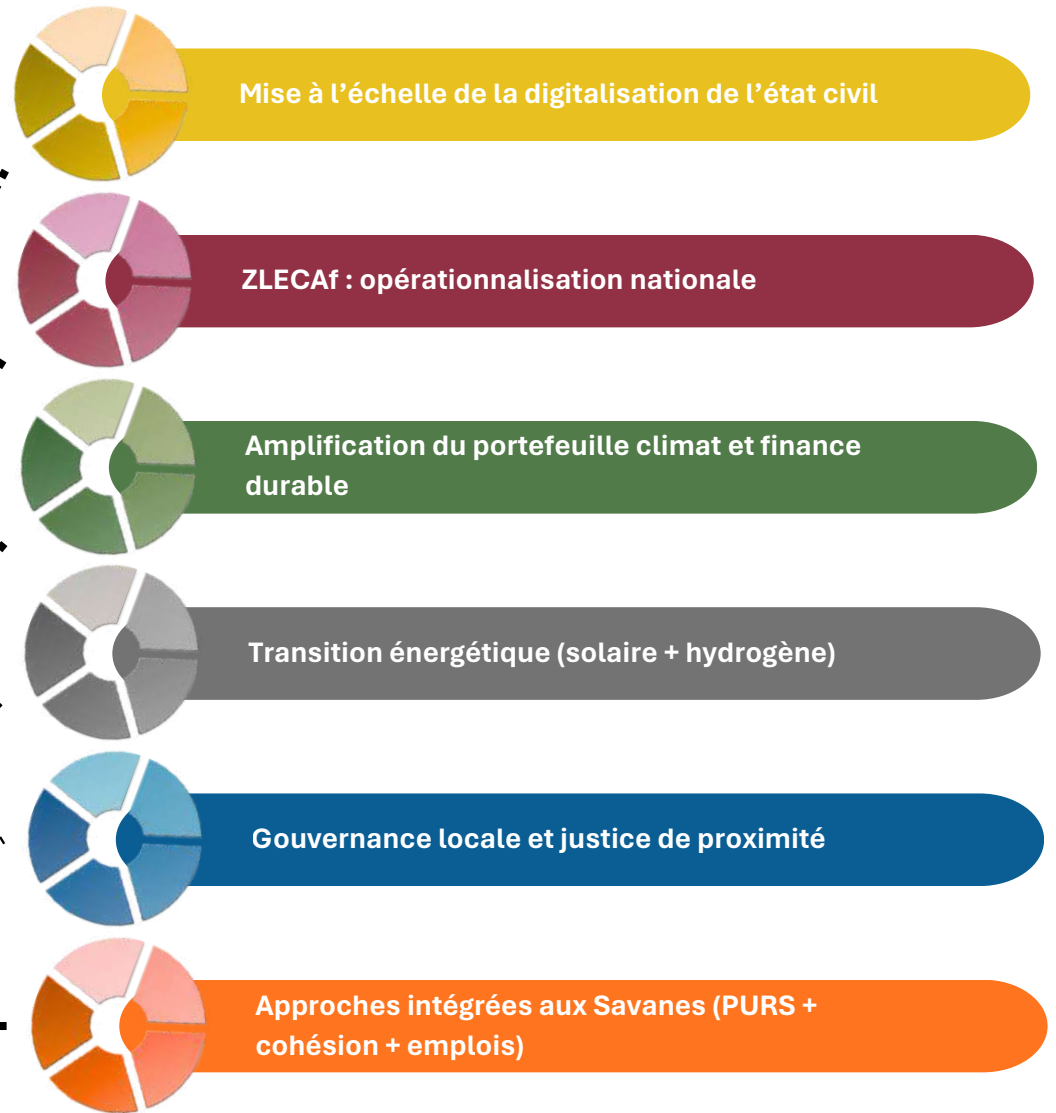 Mise à l’échelle de la digitalisation de l’état civil
ZLECAf : opérationnalisation nationale
Amplification du portefeuille climat et finance
durable
Transition énergétique (solaire + hydrogène)
Gouvernance locale et justice de proximité
Approches intégrées aux Savanes (PURS +
cohésion + emplois)